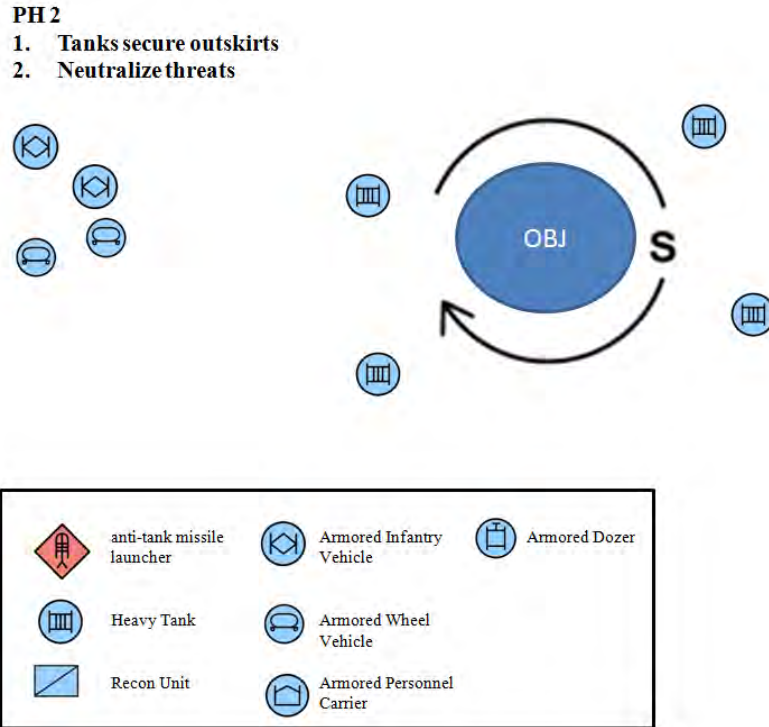 PH 2
1. Tanks secure outskirts
2. Neutralize threats
OBJ
S
anti-tank missile
launcher
Armored Infantry
Vehicle
Armored Dozer
Heavy Tank
Armored Wheel
Vehicle
Recon Unit
Armored Personnel
Carrier